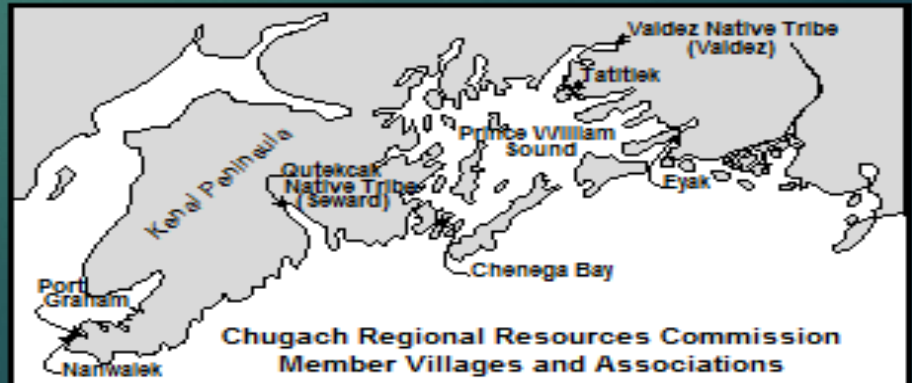 Valdez Native Tribe
(Valdez)
Tatitlek
Prince William
Sound
Kenai Peninsula
Qutekcak
Native Tribe
(Seward)
Eyak
Chenega Bay
Port
Graham
Nanwalek
Chugach Regional Resources Commission
Member Villages and Associations